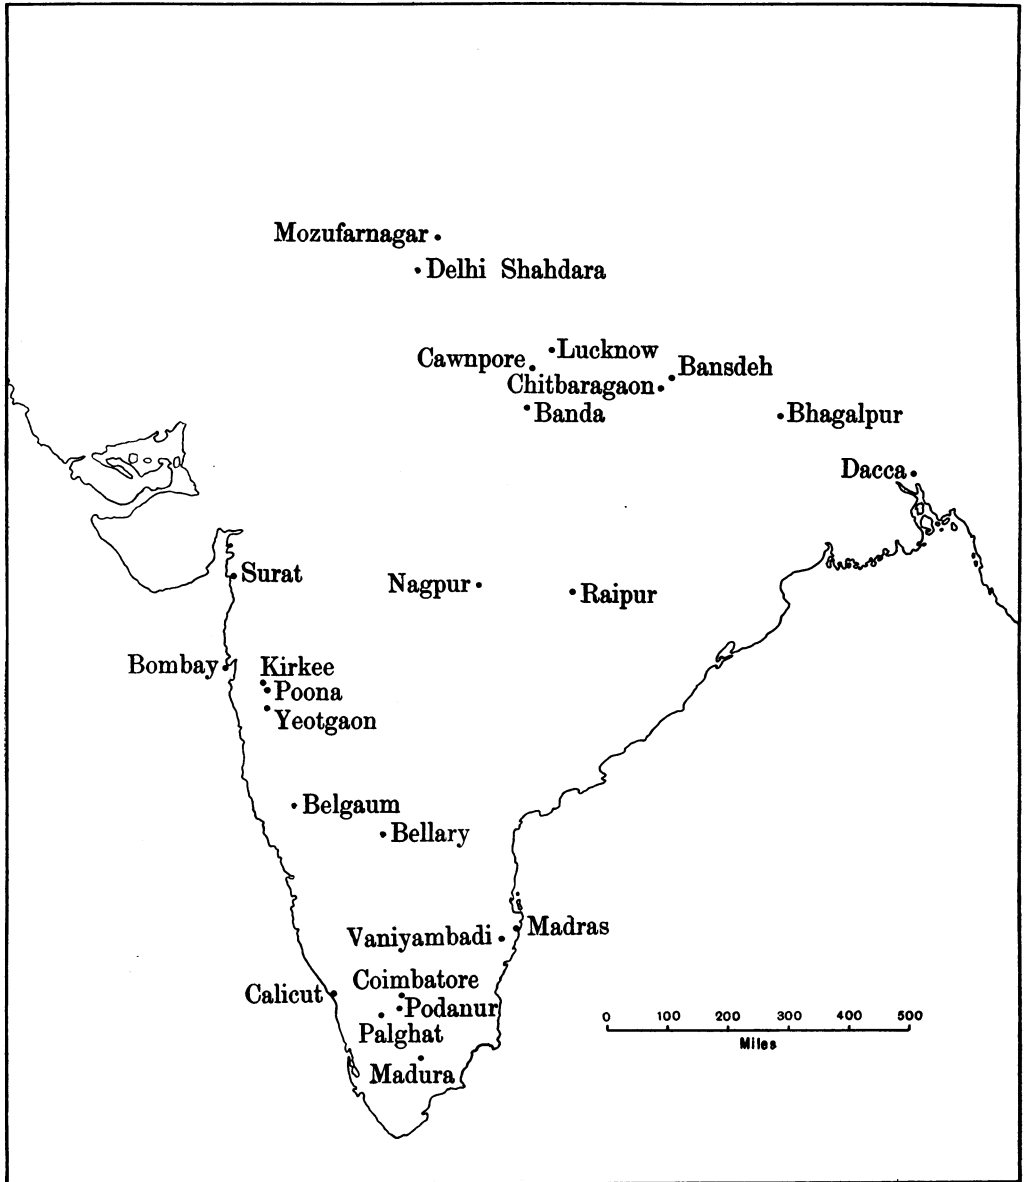 Mozufarnagar
Delhi Shahdara
Lucknow
Cawnpore
Bansdeh
Chitbaragaon
Banda
Bhagalpur
Dacca
Surat
Nagpur
Raipur
Bombay
Kirkee
Poona
Yeotgaon
Belgaum
Bellary
Madras
Vaniyambadi
Coimbatore
Calicut
Podanur
Palghat
Madura
0 100 200 300 400 500
Miles